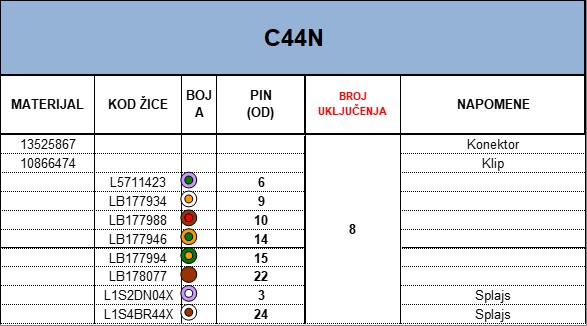 C44N
MATERIJAL KOD ŽICE BOJ A PIN (OD) BROJ UKLJUČENJA NAPOMENE
13525867 Konektor
10866474 Klip
L5711423 6
LB177934 9
LB177988 10
8
LB177946 14
LB177994 15
LB178077 22
L1S2DN04X 3 Splajs
L1S4BR44X 24 Splajs